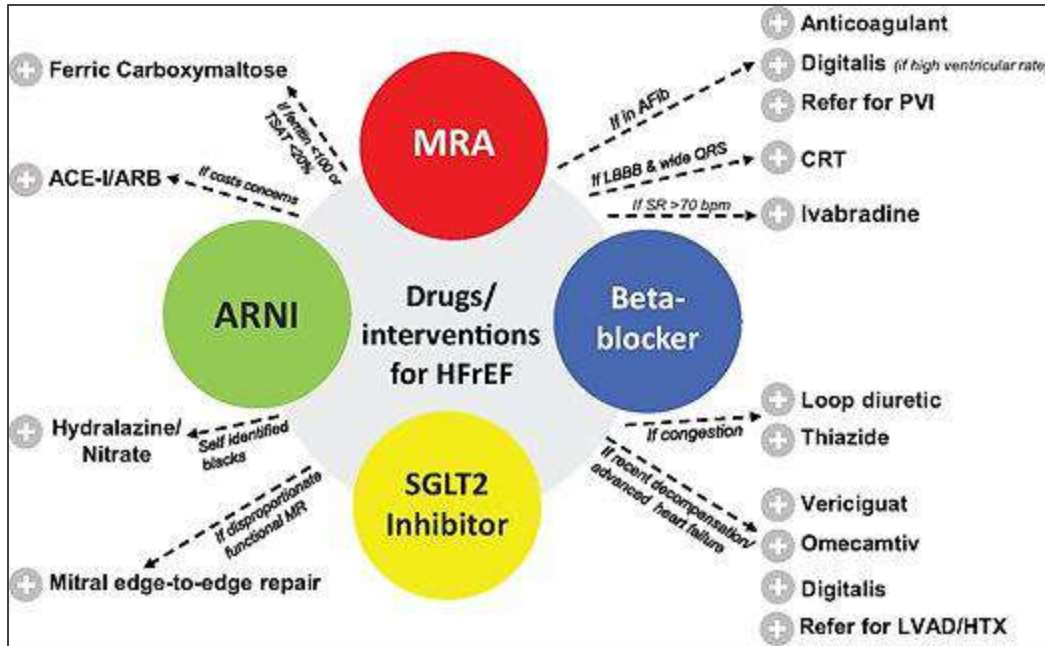 Anticoagulant
Ferric Carboxymaltose
Digitalis (if high ventricular rate)
If ferritin <100 or
TSAT <20%
MRA
If in AFib
Refer for PVI
ACE-I/ARB
If costs concerns
If LBBB & wide QRS
CRT
If SR >70 bpm
Ivabradine
ARNI
Drugs/
interventions
for HFrEF
Beta-
blocker
Hydralazine/
Nitrate
Self identified
blacks
If congestion
Loop diuretic
Thiazide
SGLT2
Inhibitor
If disproportionate
functional MR
If recent decompensation/
advanced heart failure
Vericiguat
Omecamtiv
Mitral edge-to-edge repair
Digitalis
Refer for LVAD/HTX